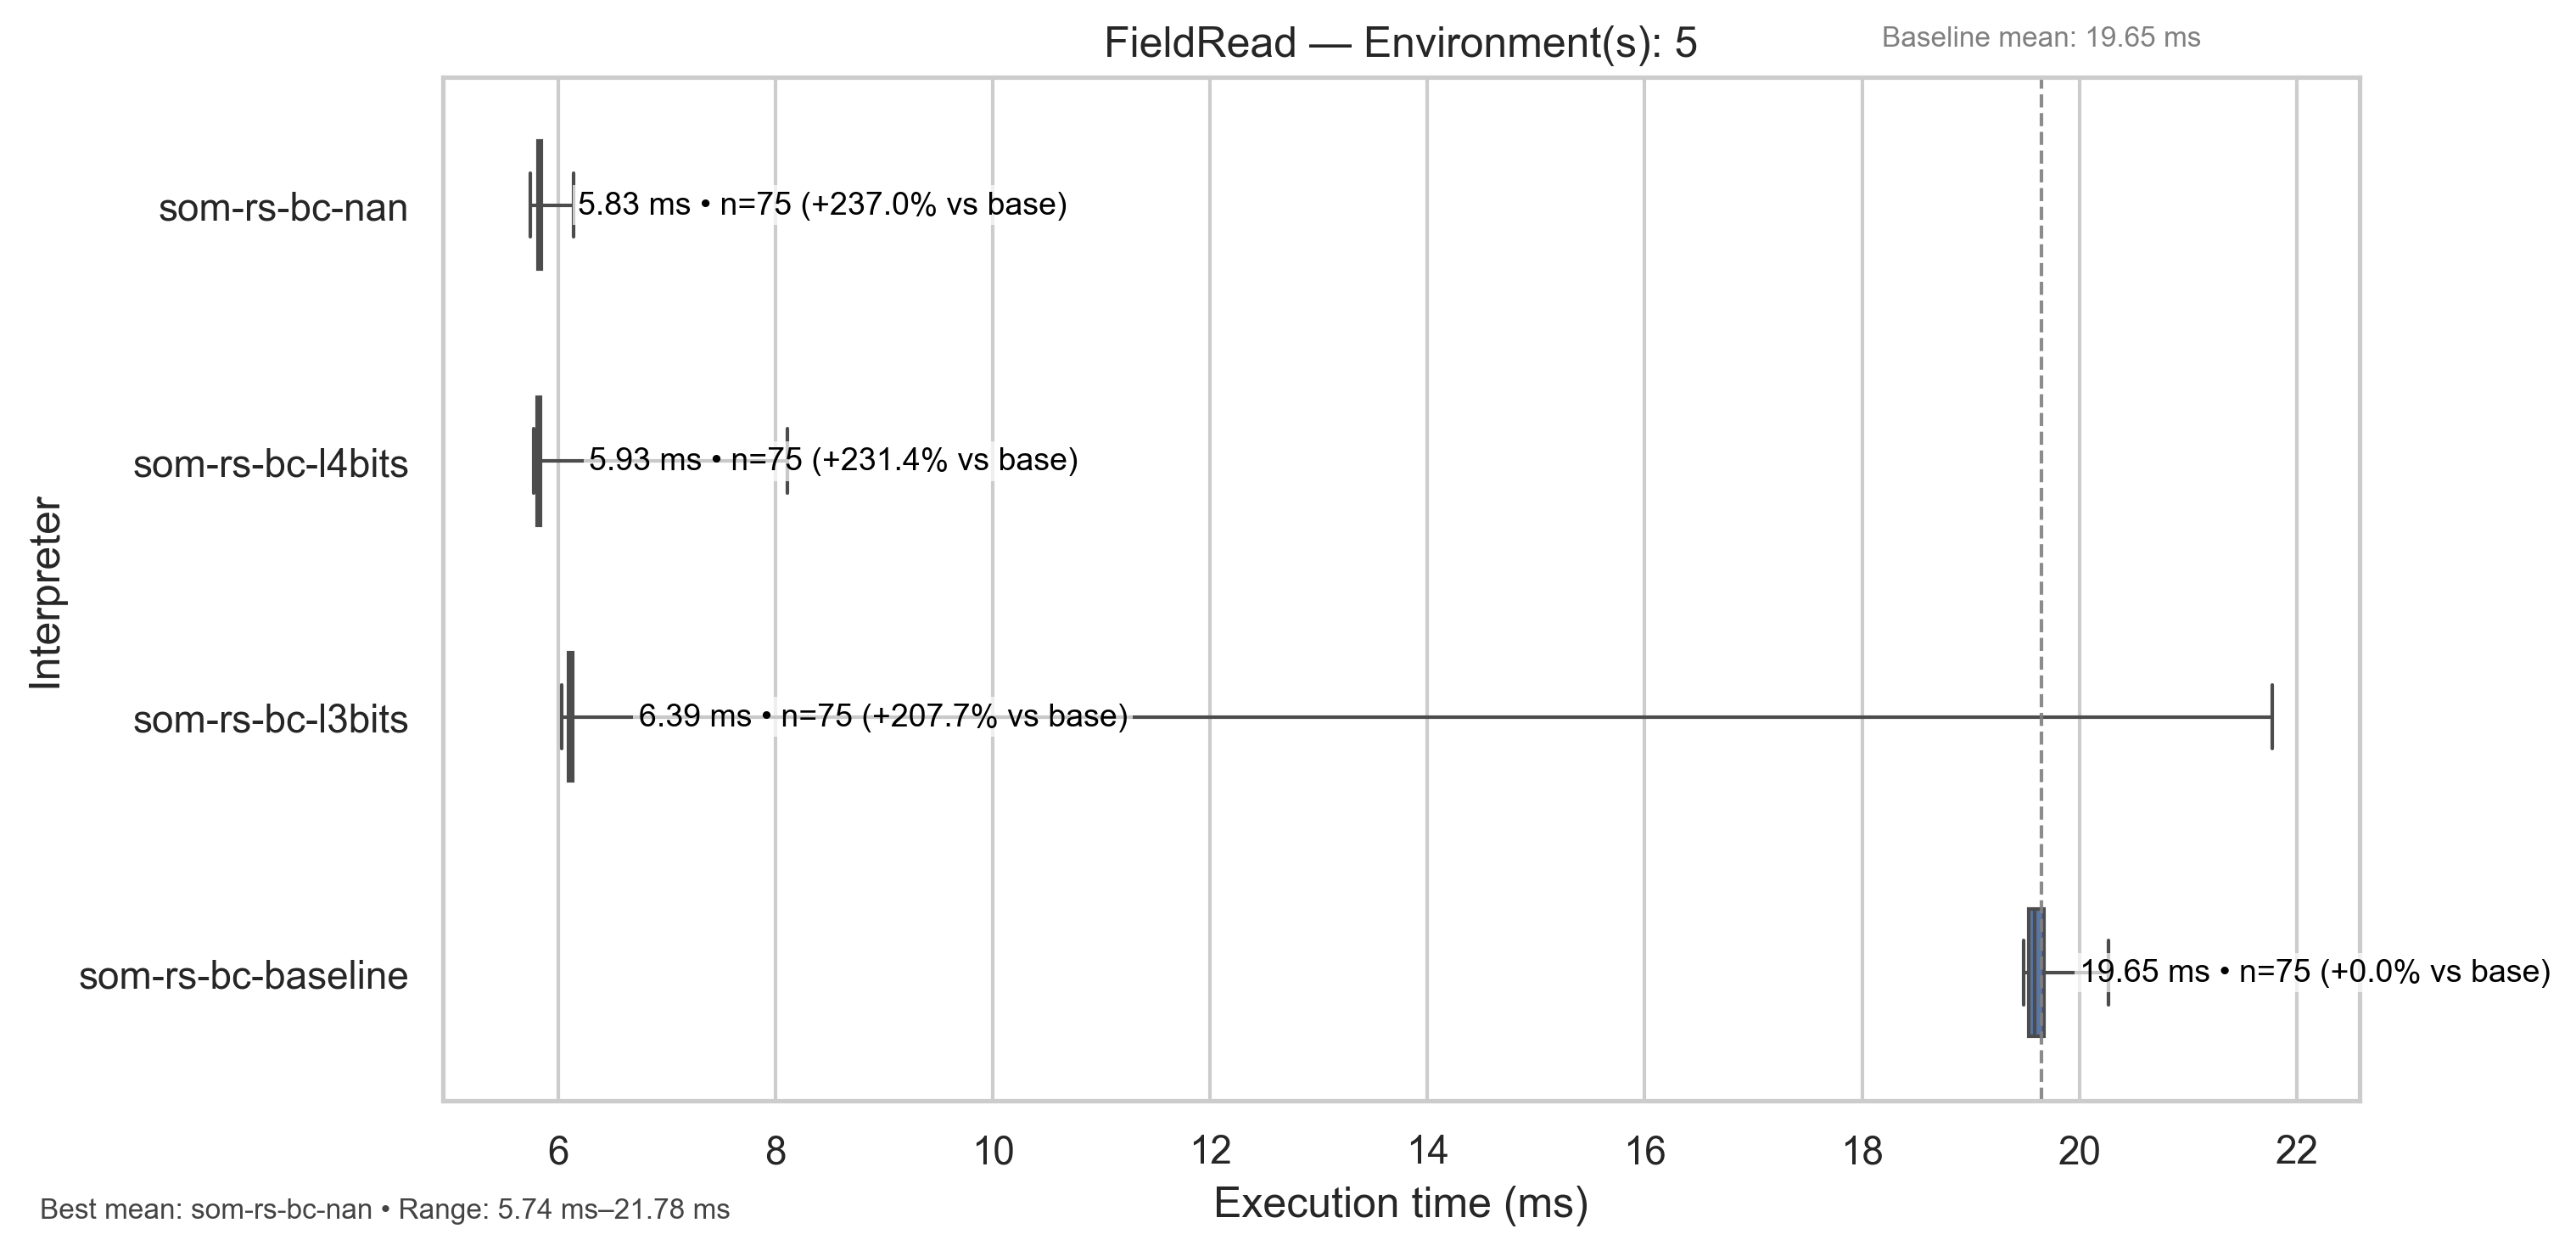 FieldRead — Environment(s): 5
Baseline mean: 19.65 ms
Interpreter
som-rs-bc-nan
5.83 ms • n=75 (+237.0% vs base)
som-rs-bc-l4bits
5.93 ms • n=75 (+231.4% vs base)
som-rs-bc-l3bits
6.39 ms • n=75 (+207.7% vs base)
som-rs-bc-baseline
19.65 ms • n=75 (+0.0% vs base)
6 8 10 12 14 16 18 20 22
Execution time (ms)
Best mean: som-rs-bc-nan • Range: 5.74 ms–21.78 ms